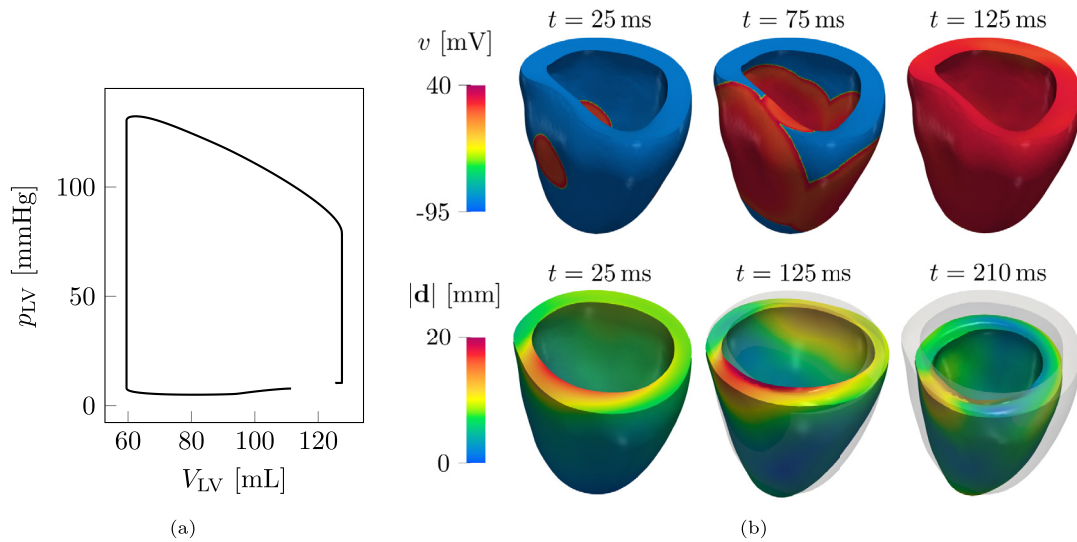 100
50
0
p_LV [mmHg]
60 80 100 120
V_LV [mL]
(a)
v [mV]
40
-95
t = 25 ms t = 75 ms t = 125 ms
|d| [mm]
20
0
t = 25 ms t = 125 ms t = 210 ms
(b)